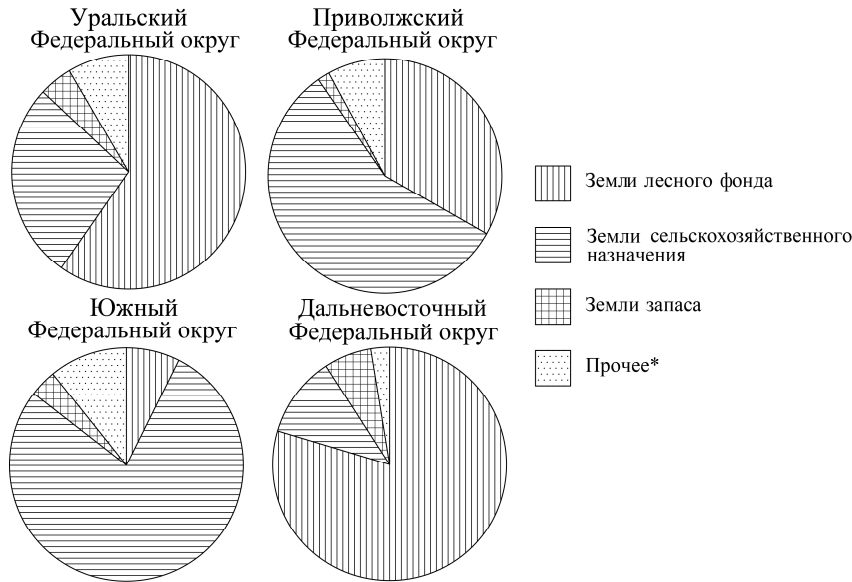 Уральский
Федеральный округ
Приволжский
Федеральный округ
Земли лесного фонда
Земли сельскохозяйственного
назначения
Земли запаса
Прочее*
Южный
Федеральный округ
Дальневосточный
Федеральный округ